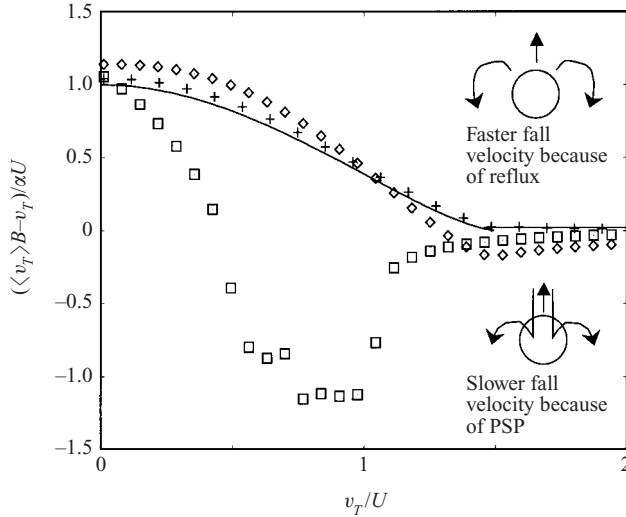 1.5
1.0
0.5
0
–0.5
–1.0
–1.5
0
1
2
(⟨v_T⟩B–v_T)/αU
v_T/U
Faster fall
velocity because
of reflux
Slower fall
velocity because
of PSP